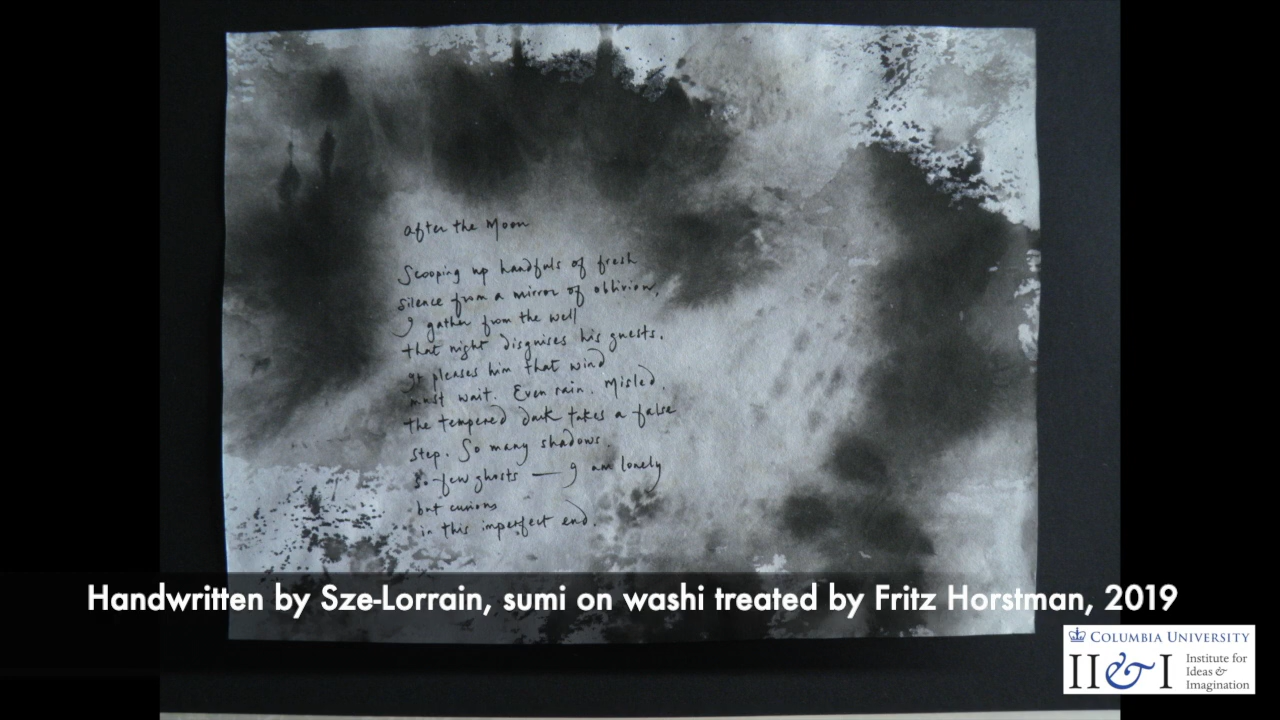 after the Moon
Scooping up handfuls of fresh
silence from a mirror of oblivion,
I gather from the well
that night disguises his guests.
It pleases him that wind
must wait. Even rain. Misled,
the tempered dark takes a false
step. So many shadows,
so few ghosts — I am lonely
but curious
in this imperfect end.
Handwritten by Sze-Lorrain, sumi on washi treated by Fritz Horstman, 2019
COLUMBIA UNIVERSITY
II&I Institute for
Ideas &
Imagination